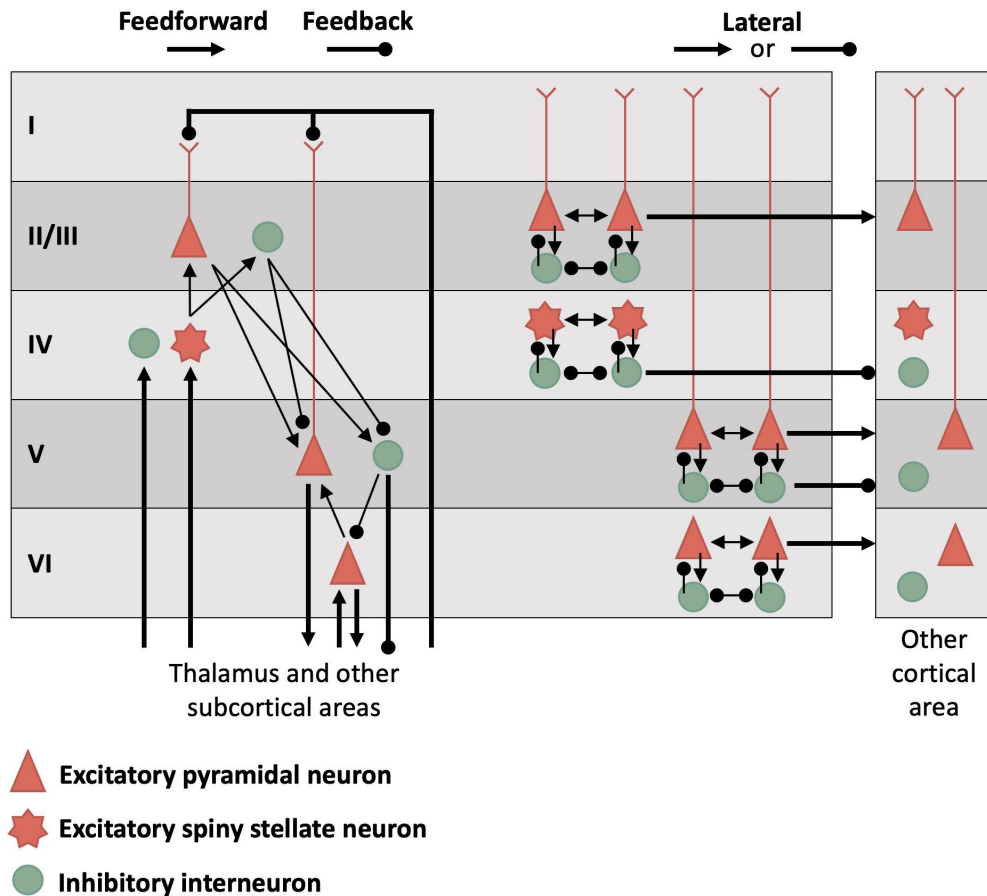 Feedforward
Feedback
Lateral
or
I
II/III
IV
V
VI
Thalamus and other
subcortical areas
Other
cortical
area
Excitatory pyramidal neuron
Excitatory spiny stellate neuron
Inhibitory interneuron